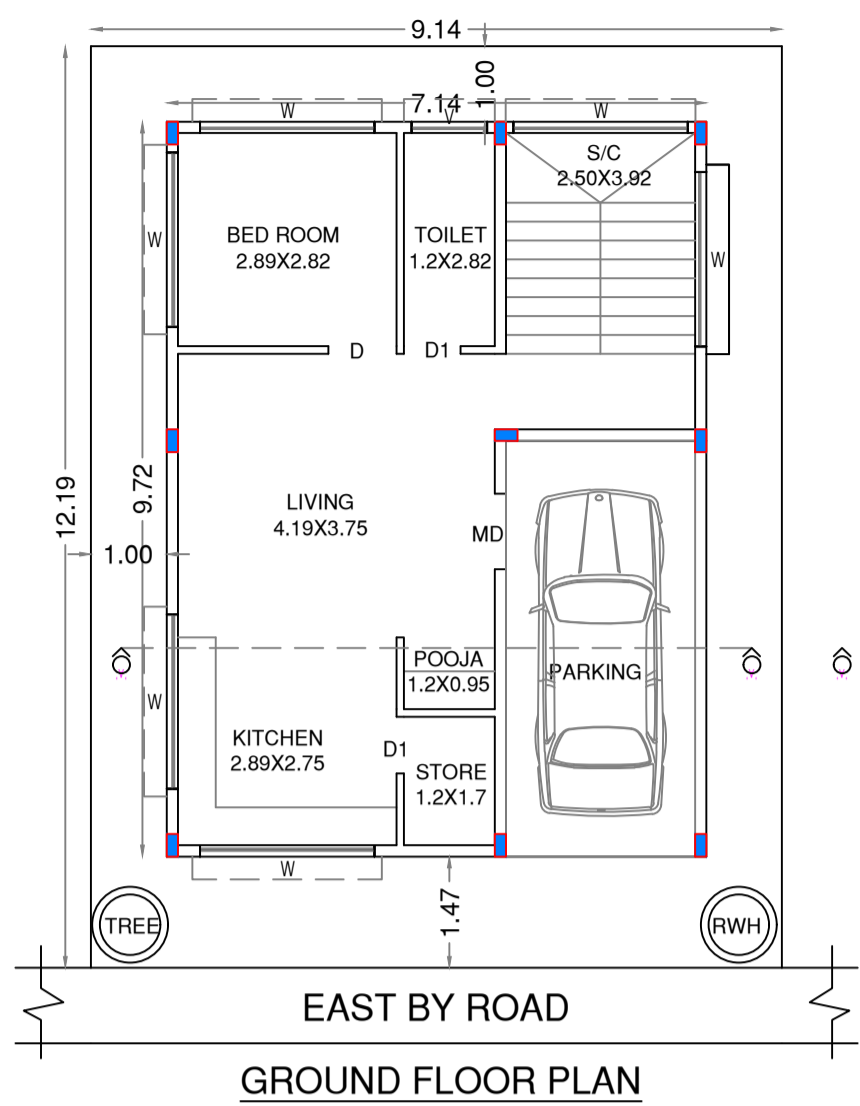 9.14
1.00
7.14
W
W
W
S/C
2.50X3.92
BED ROOM
2.89X2.82
TOILET
1.2X2.82
W
W
D
D1
12.19
9.72
LIVING
4.19X3.75
MD
1.00
POOJA
1.2X0.95
PARKING
W
KITCHEN
2.89X2.75
D1
STORE
1.2X1.7
W
1.47
TREE
RWH
EAST BY ROAD
GROUND FLOOR PLAN